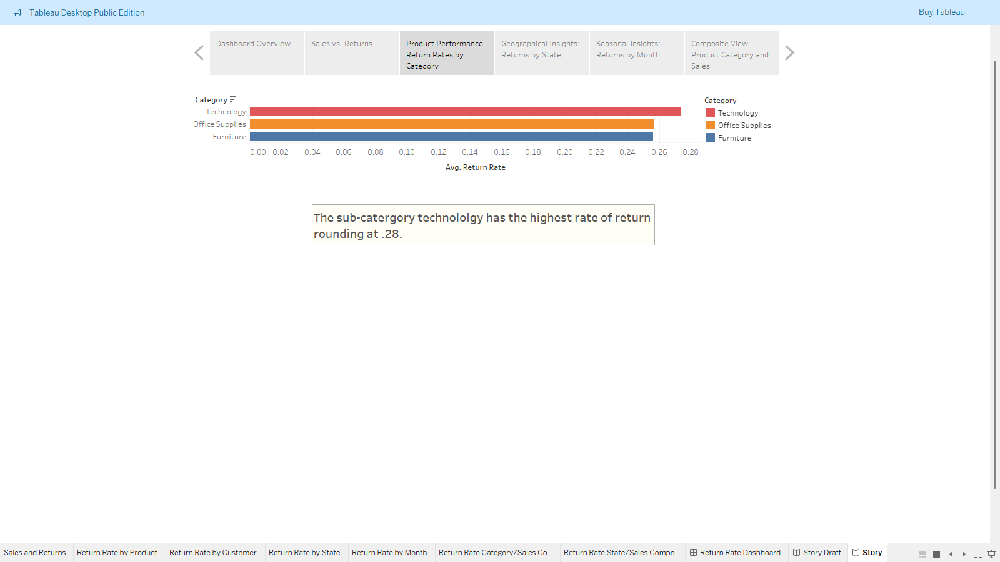 Tableau Desktop Public Edition
Buy Tableau
Dashboard Overview
Sales vs. Returns
Product Performance
Return Rates by
Category
Geographical Insights:
Returns by State
Seasonal Insights:
Returns by Month
Composite View-
Product Category and
Sales
Category
Technology
Office Supplies
Furniture
0.00 0.02 0.04 0.06 0.08 0.10 0.12 0.14 0.16 0.18 0.20 0.22 0.24 0.26 0.28
Avg. Return Rate
Category
Technology
Office Supplies
Furniture
The sub-catergory technololgy has the highest rate of return
rounding at .28.
Sales and Returns
Return Rate by Product
Return Rate by Customer
Return Rate by State
Return Rate by Month
Return Rate Category/Sales Co...
Return Rate State/Sales Compo...
Return Rate Dashboard
Story Draft
Story